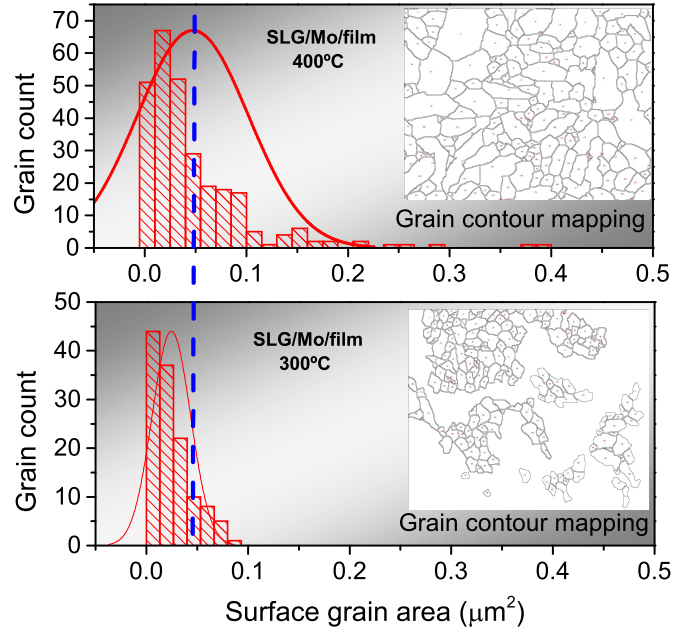 70
60
50
40
30
20
10
0
Grain count
SLG/Mo/film
400ºC
Grain contour mapping
0.0 0.1 0.2 0.3 0.4 0.5
50
40
30
20
10
0
Grain count
SLG/Mo/film
300ºC
Grain contour mapping
0.0 0.1 0.2 0.3 0.4 0.5
Surface grain area (μm²)